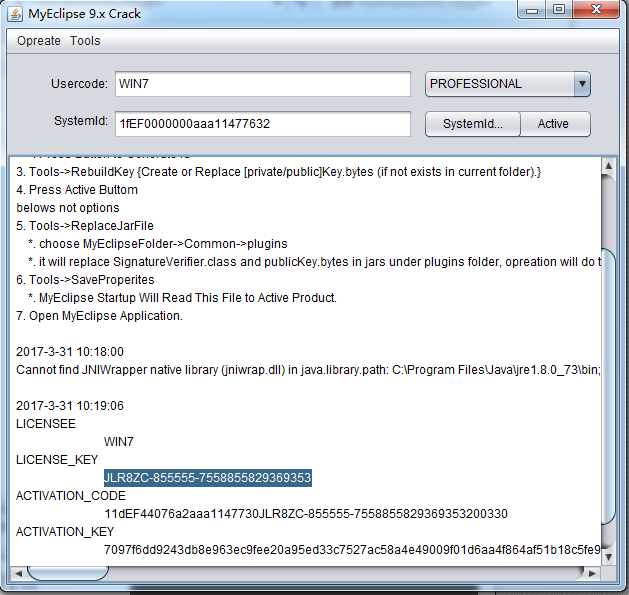 MyEclipse 9.x Crack
Opreate Tools
Usercode: WIN7 PROFESSIONAL
SystemId: 1fEF0000000aaa11477632 SystemId... Active
3. Tools->RebuildKey {Create or Replace [private/public]Key.bytes (if not exists in current folder).}
4. Press Active Buttom
belows not options
5. Tools->ReplaceJarFile
*. choose MyEclipseFolder->Common->plugins
*. it will replace SignatureVerifier.class and publicKey.bytes in jars under plugins folder, opreation will do t
6. Tools->SaveProperites
*. MyEclipse Startup Will Read This File to Active Product.
7. Open MyEclipse Application.
2017-3-31 10:18:00
Cannot find JNIWrapper native library (jniwrap.dll) in java.library.path: C:\Program Files\Java\jre1.8.0_73\bin;
2017-3-31 10:19:06
LICENSEE
WIN7
LICENSE_KEY
JLR8ZC-855555-7558855829369353
ACTIVATION_CODE
11dEF44076a2aaa1147730JLR8ZC-855555-7558855829369353200330
ACTIVATION_KEY
7097f6dd9243db8e963ec9fee20a95ed33c7527ac58a4e49009f01d6aa4f864af51b18c5fe9